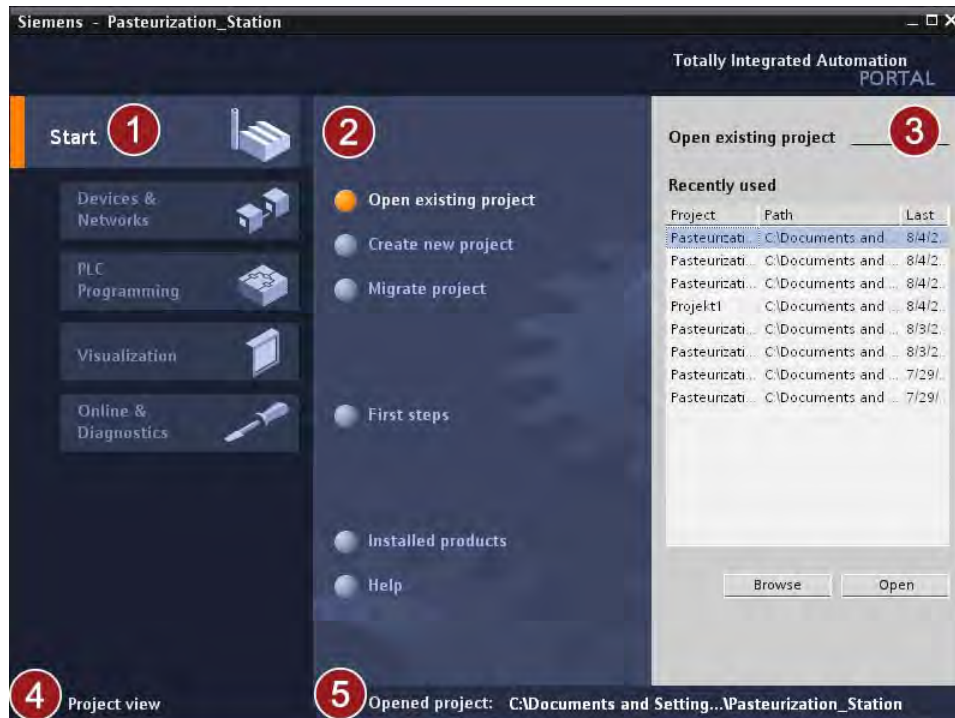 Siemens - Pasteurization_Station
Totally Integrated Automation
PORTAL
Start
1
Devices &
Networks
PLC
Programming
Visualization
Online &
Diagnostics
2
Open existing project
Create new project
Migrate project
First steps
Installed products
Help
3
Open existing project
Recently used
Project Path Last
Pasteurizati... C:\Documents and ... 8/4/2...
Pasteurizati... C:\Documents and ... 8/4/2...
Pasteurizati... C:\Documents and ... 8/4/2...
Projekt1 C:\Documents and ... 8/4/2...
Pasteurizati... C:\Documents and ... 8/3/2...
Pasteurizati... C:\Documents and ... 8/3/2...
Pasteurizati... C:\Documents and ... 7/29/...
Pasteurizati... C:\Documents and ... 7/29/
Browse Open
4 Project view
5 Opened project: C:\Documents and Setting...\Pasteurization_Station